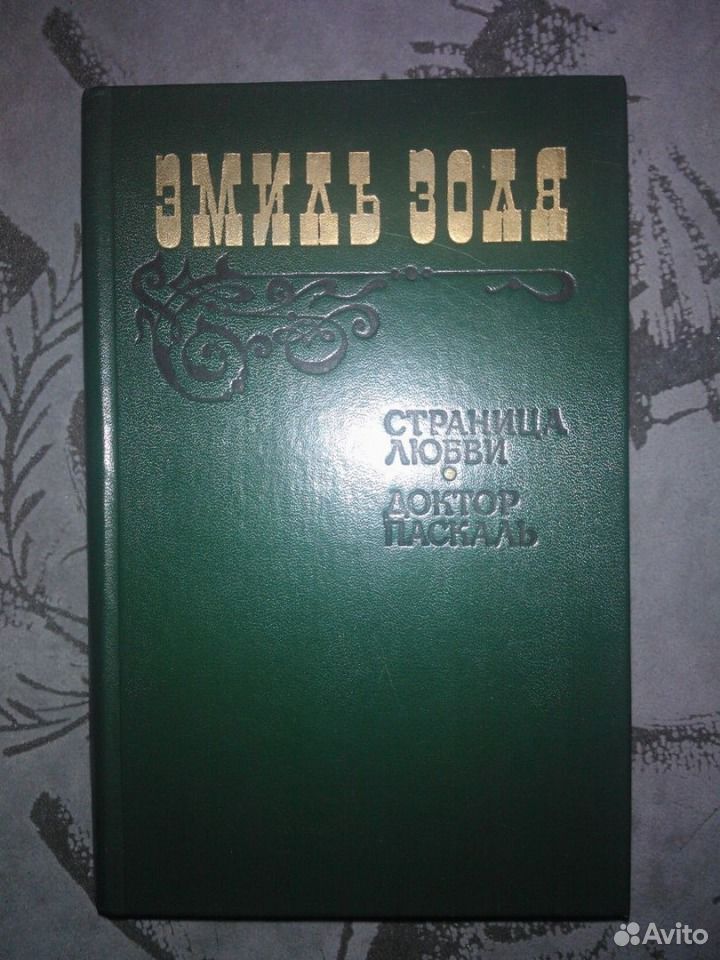 ЭМИЛЬ ЗОЛЯ
СТРАНИЦА
ЛЮБВИ
ДОКТОР
ПАСКАЛЬ
Avito